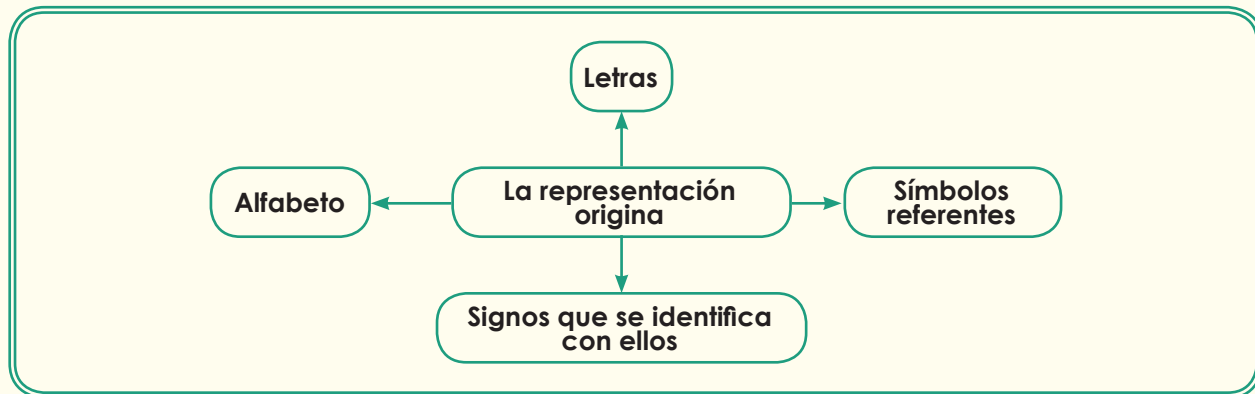 Letras
Alfabeto
La representación
origina
Símbolos
referentes
Signos que se identifica
con ellos